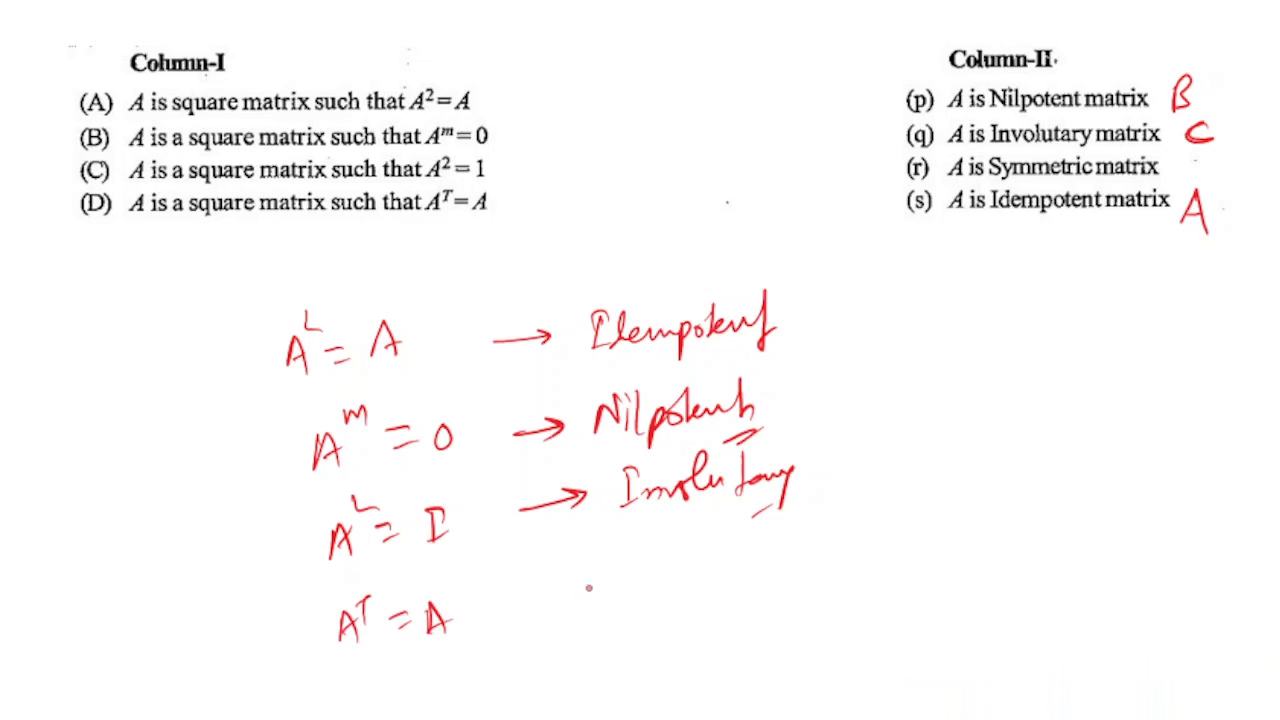 Column-I
(A) A is square matrix such that A² = A
(B) A is a square matrix such that Aᵐ = 0
(C) A is a square matrix such that A² = 1
(D) A is a square matrix such that Aᵀ = A
Column-II
(p) A is Nilpotent matrix B
(q) A is Involutary matrix C
(r) A is Symmetric matrix
(s) A is Idempotent matrix A
A² = A → Idempotent
Aᵐ = 0 → Nilpotent
A² = I → Involutary
Aᵀ = A